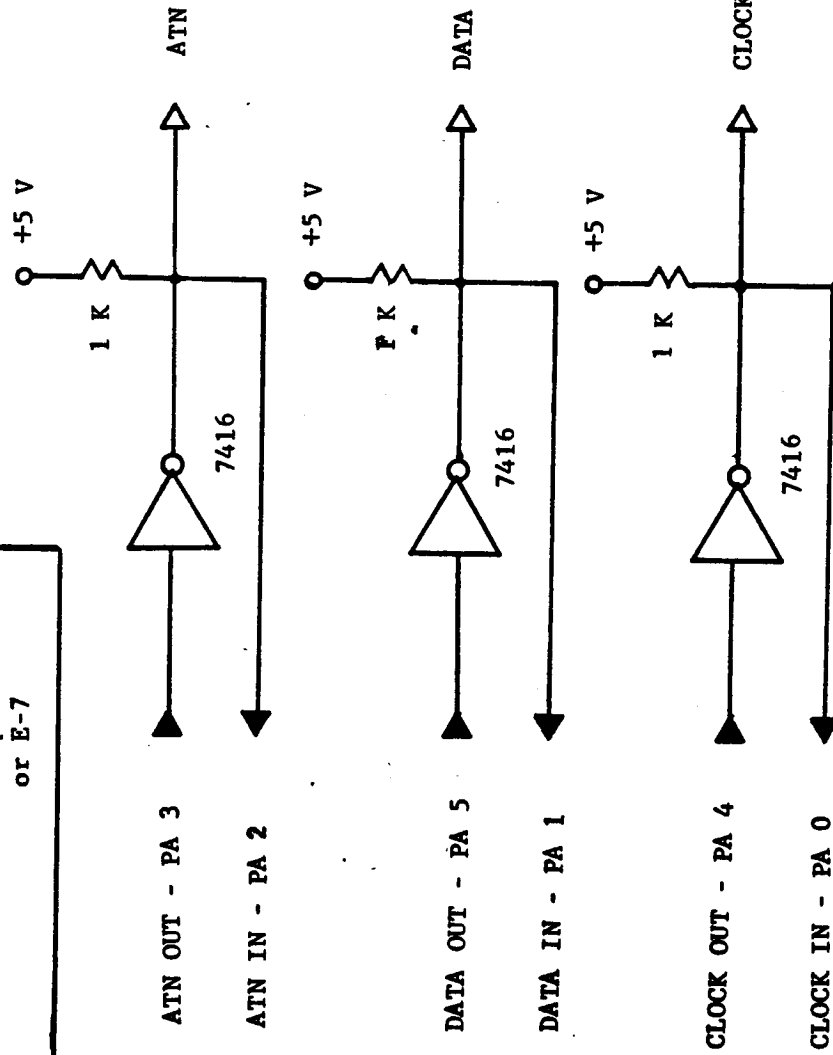 or E-7
+5 V
1 K
ATN
7416
ATN OUT - PA 3
ATN IN - PA 2
+5 V
K
DATA
7416
DATA OUT - PA 5
DATA IN - PA 1
+5 V
1 K
CLOCK
7416
CLOCK OUT - PA 4
CLOCK IN - PA 0